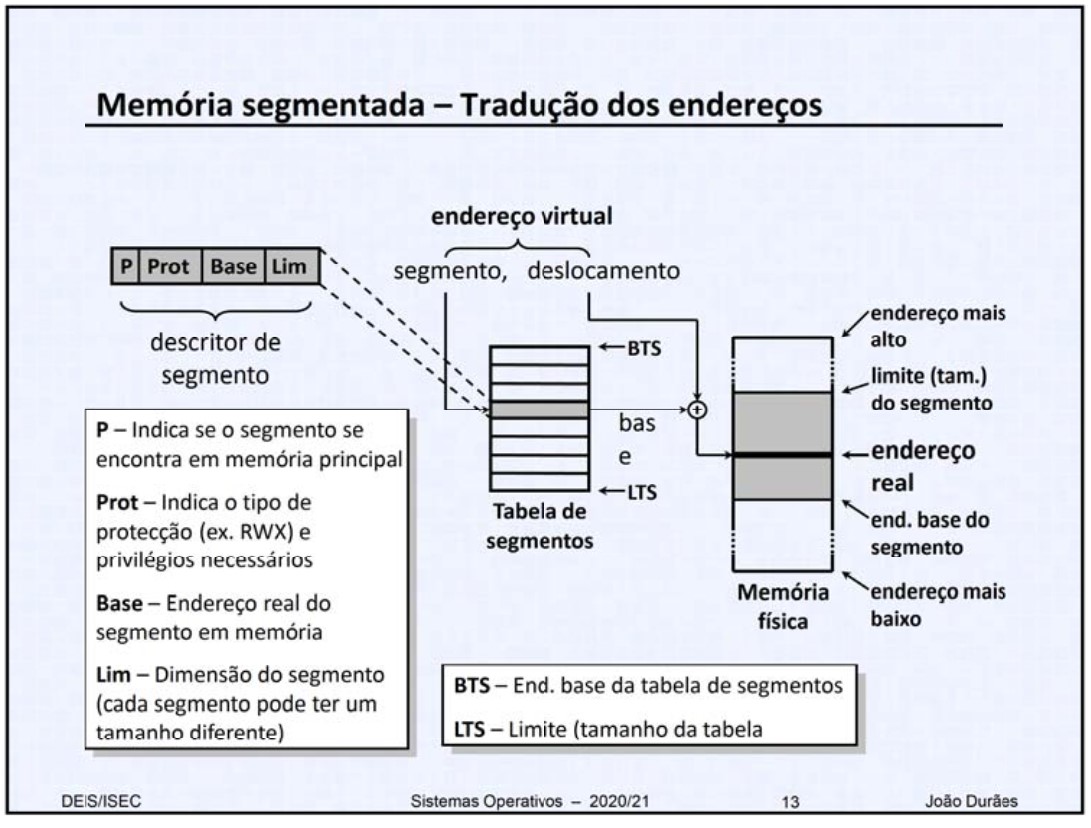 Memória segmentada – Tradução dos endereços
endereço virtual
segmento, deslocamento
P Prot Base Lim
descritor de
segmento
P – Indica se o segmento se
encontra em memória principal
Prot – Indica o tipo de
protecção (ex. RWX) e
privilégios necessários
Base – Endereço real do
segmento em memória
Lim – Dimensão do segmento
(cada segmento pode ter um
tamanho diferente)
BTS
bas
e
LTS
Tabela de
segmentos
endereço mais
alto
limite (tam.)
do segmento
endereço
real
end. base do
segmento
endereço mais
baixo
Memória
física
BTS – End. base da tabela de segmentos
LTS – Limite (tamanho da tabela
DEIS/ISEC
Sistemas Operativos – 2020/21
13
João Durães